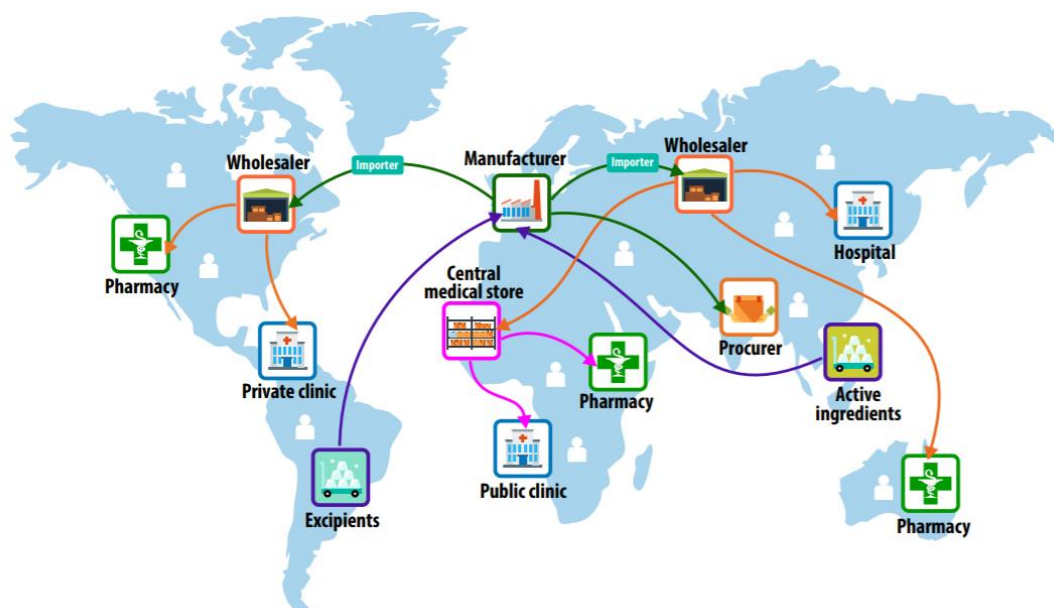 Wholesaler
Importer
Manufacturer
Importer
Wholesaler
Pharmacy
Hospital
Central
medical store
Private clinic
Pharmacy
Procurer
Active
ingredients
Excipients
Public clinic
Pharmacy